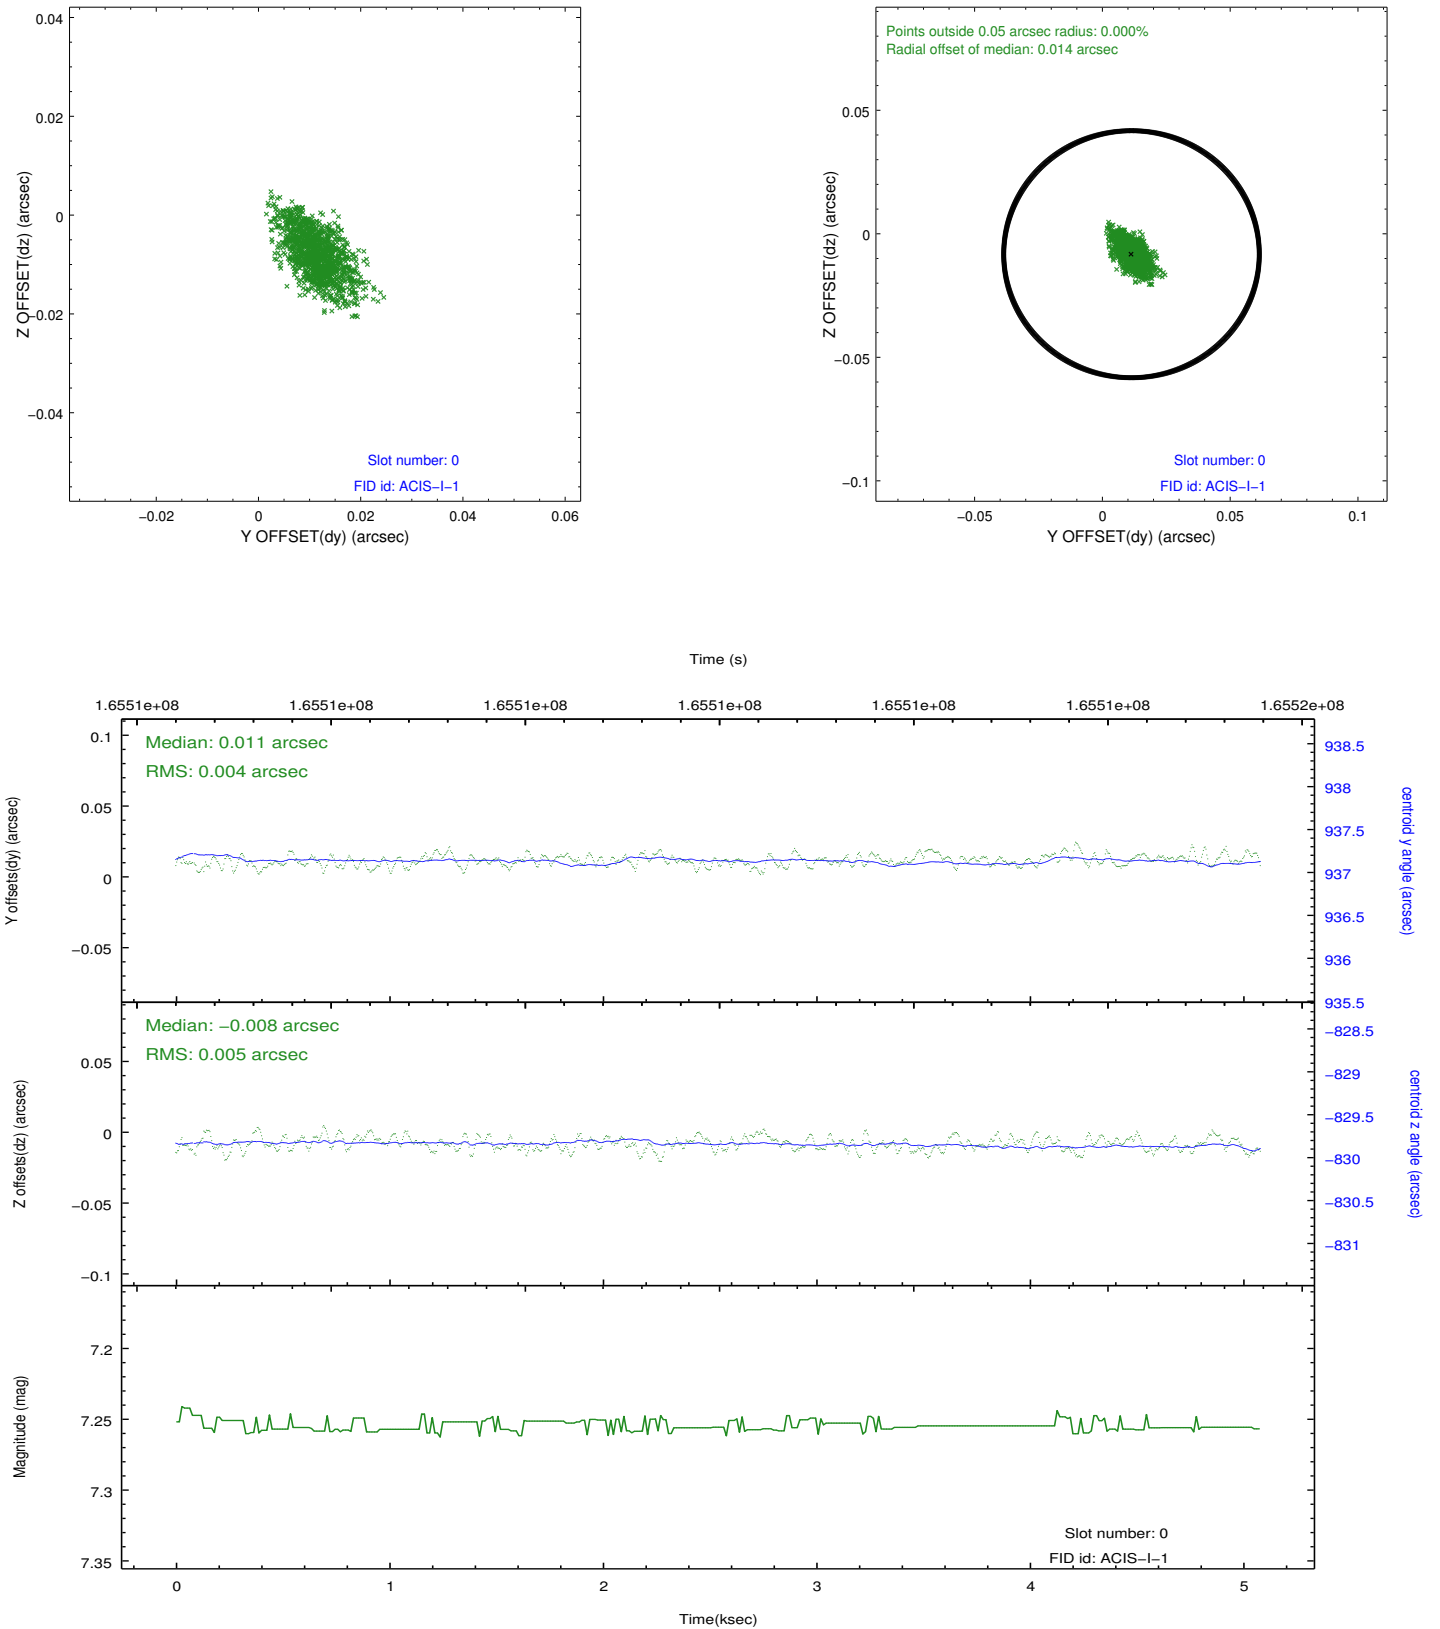 0.04
0.02
0
−0.02
−0.04
Z OFFSET(dz) (arcsec)
Slot number: 0
FID id: ACIS−I−1
−0.02 0 0.02 0.04 0.06
Y OFFSET(dy) (arcsec)
Points outside 0.05 arcsec radius: 0.000%
Radial offset of median: 0.014 arcsec
0.05
0
−0.05
−0.1
Z OFFSET(dz) (arcsec)
Slot number: 0
FID id: ACIS−I−1
−0.05 0 0.05 0.1
Y OFFSET(dy) (arcsec)
Time (s)
1.6551e+08 1.6551e+08 1.6551e+08 1.6551e+08 1.6551e+08 1.6551e+08 1.6552e+08
Median: 0.011 arcsec
RMS: 0.004 arcsec
0.1
0.05
0
−0.05
Y offsets(dy) (arcsec)
938.5
938
937.5
937
936.5
936
935.5
centroid y angle (arcsec)
Median: −0.008 arcsec
RMS: 0.005 arcsec
0.05
0
−0.05
−0.1
Z offsets(dz) (arcsec)
−828.5
−829
−829.5
−830
−830.5
−831
centroid z angle (arcsec)
7.2
7.25
7.3
7.35
Magnitude (mag)
Slot number: 0
FID id: ACIS−I−1
0 1 2 3 4 5
Time(ksec)